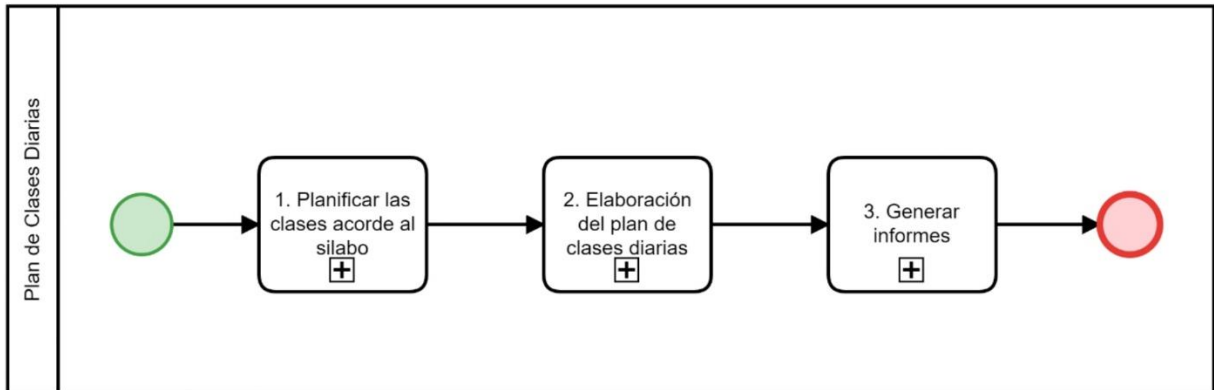 Plan de Clases Diarias
1. Planificar las
clases acorde al
silabo
2. Elaboración
del plan de
clases diarias
3. Generar
informes